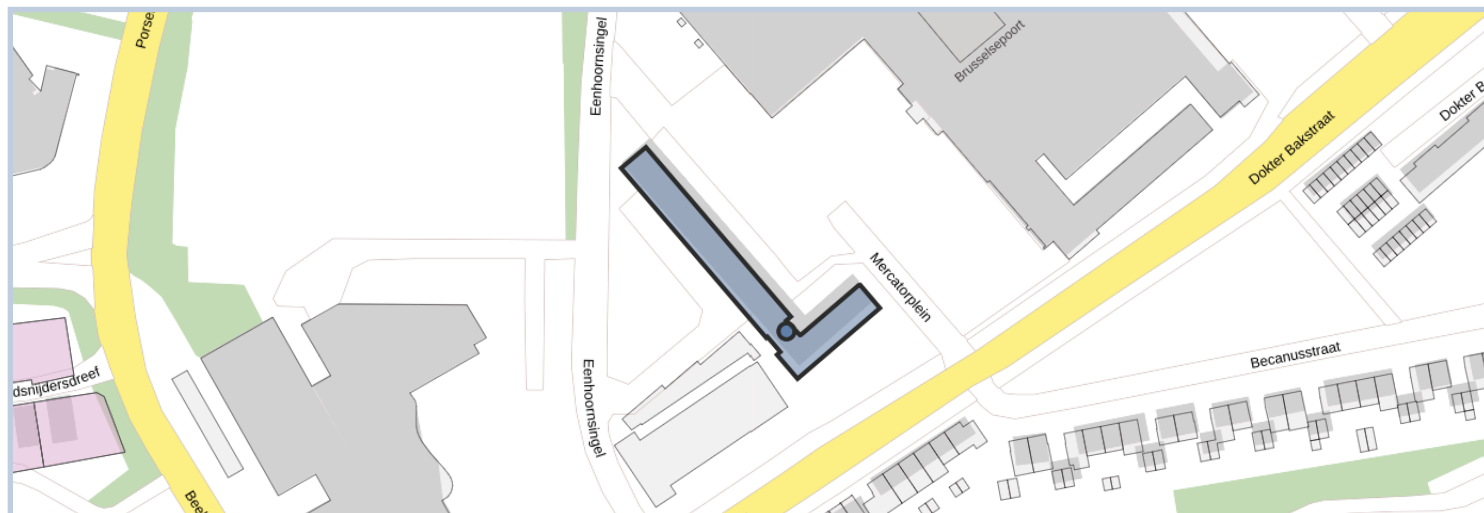 Eenhoornsingel
Brusselsepoort
Dokter Bakstraat
Mercatorplein
Becanusstraat
Eenhoornsingel
dsnijdersdreef
Porse
Dokter B
Bee